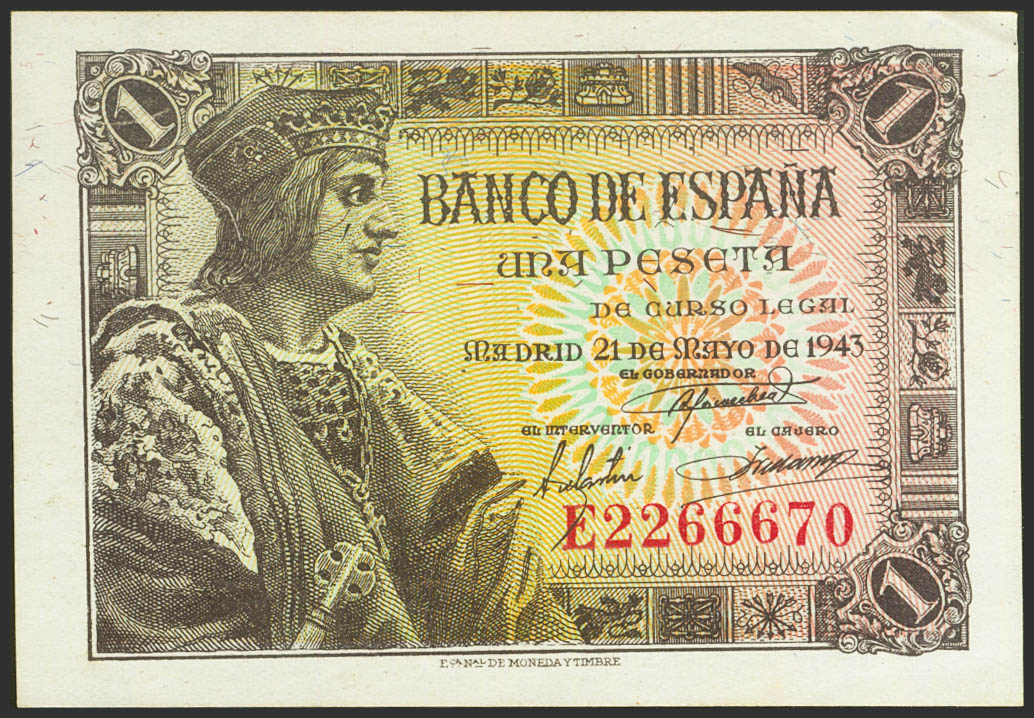 1
1
BANCO DE ESPAÑA
UNA PESETA
DE CURSO LEGAL
MADRID 21 DE MAYO DE 1943
EL GOBERNADOR
EL INTERVENTOR EL CAJERO
E2266670
1
F. CA. NAL. DE MONEDA Y TIMBRE